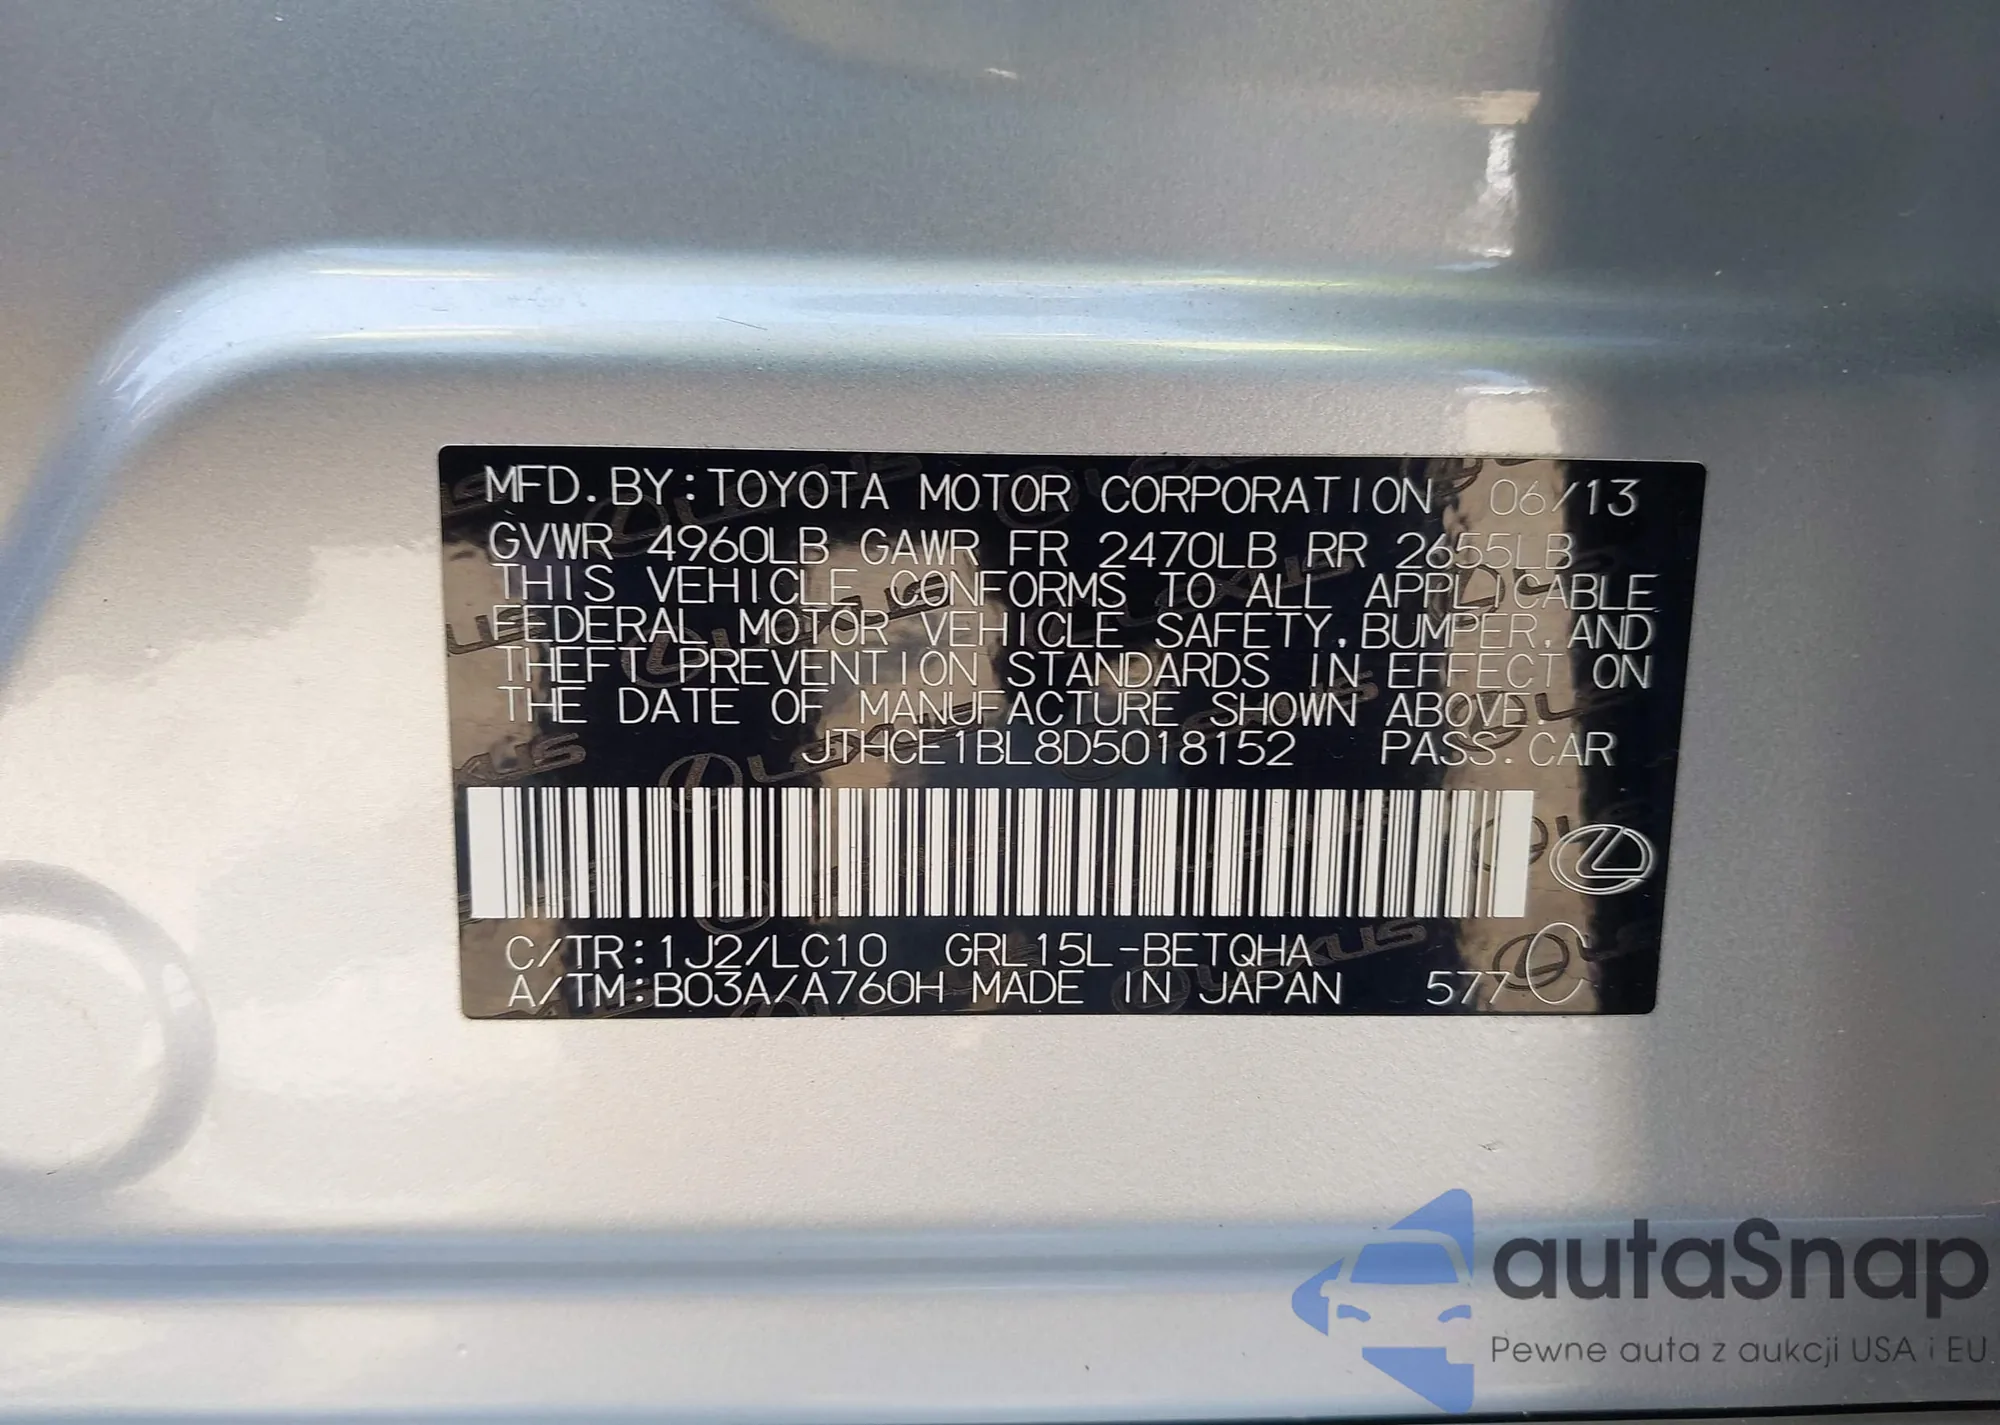 MFD.BY:TOYOTA MOTOR CORPORATION 06/13
GVWR 4960LB GAWR FR 2470LB RR 2655LB
THIS VEHICLE CONFORMS TO ALL APPLICABLE
FEDERAL MOTOR VEHICLE SAFETY,BUMPER,AND
THEFT PREVENTION STANDARDS IN EFFECT ON
THE DATE OF MANUFACTURE SHOWN ABOVE.
JTHCE1BL8D5018152 PASS.CAR
C/TR:1J2/LC10 GRL15L-BETQHA
A/TM:B03A/A760H MADE IN JAPAN 577C
autaSnap
Pewne auta z aukcji USA i EU